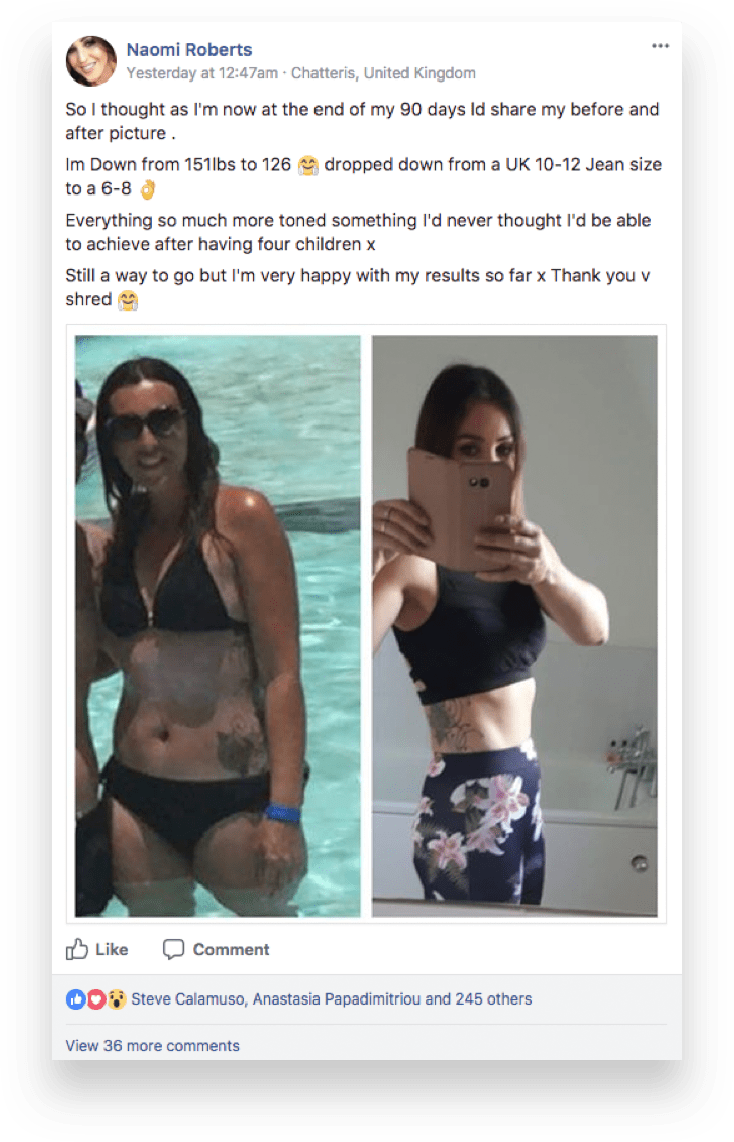 Naomi Roberts
Yesterday at 12:47am · Chatteris, United Kingdom
So I thought as I'm now at the end of my 90 days Id share my before and
after picture .
Im Down from 151lbs to 126 🤗 dropped down from a UK 10-12 Jean size
to a 6-8 👌
Everything so much more toned something I'd never thought I'd be able
to achieve after having four children x
Still a way to go but I'm very happy with my results so far x Thank you v
shred 🤗
Like Comment
Steve Calamuso, Anastasia Papadimitriou and 245 others
View 36 more comments